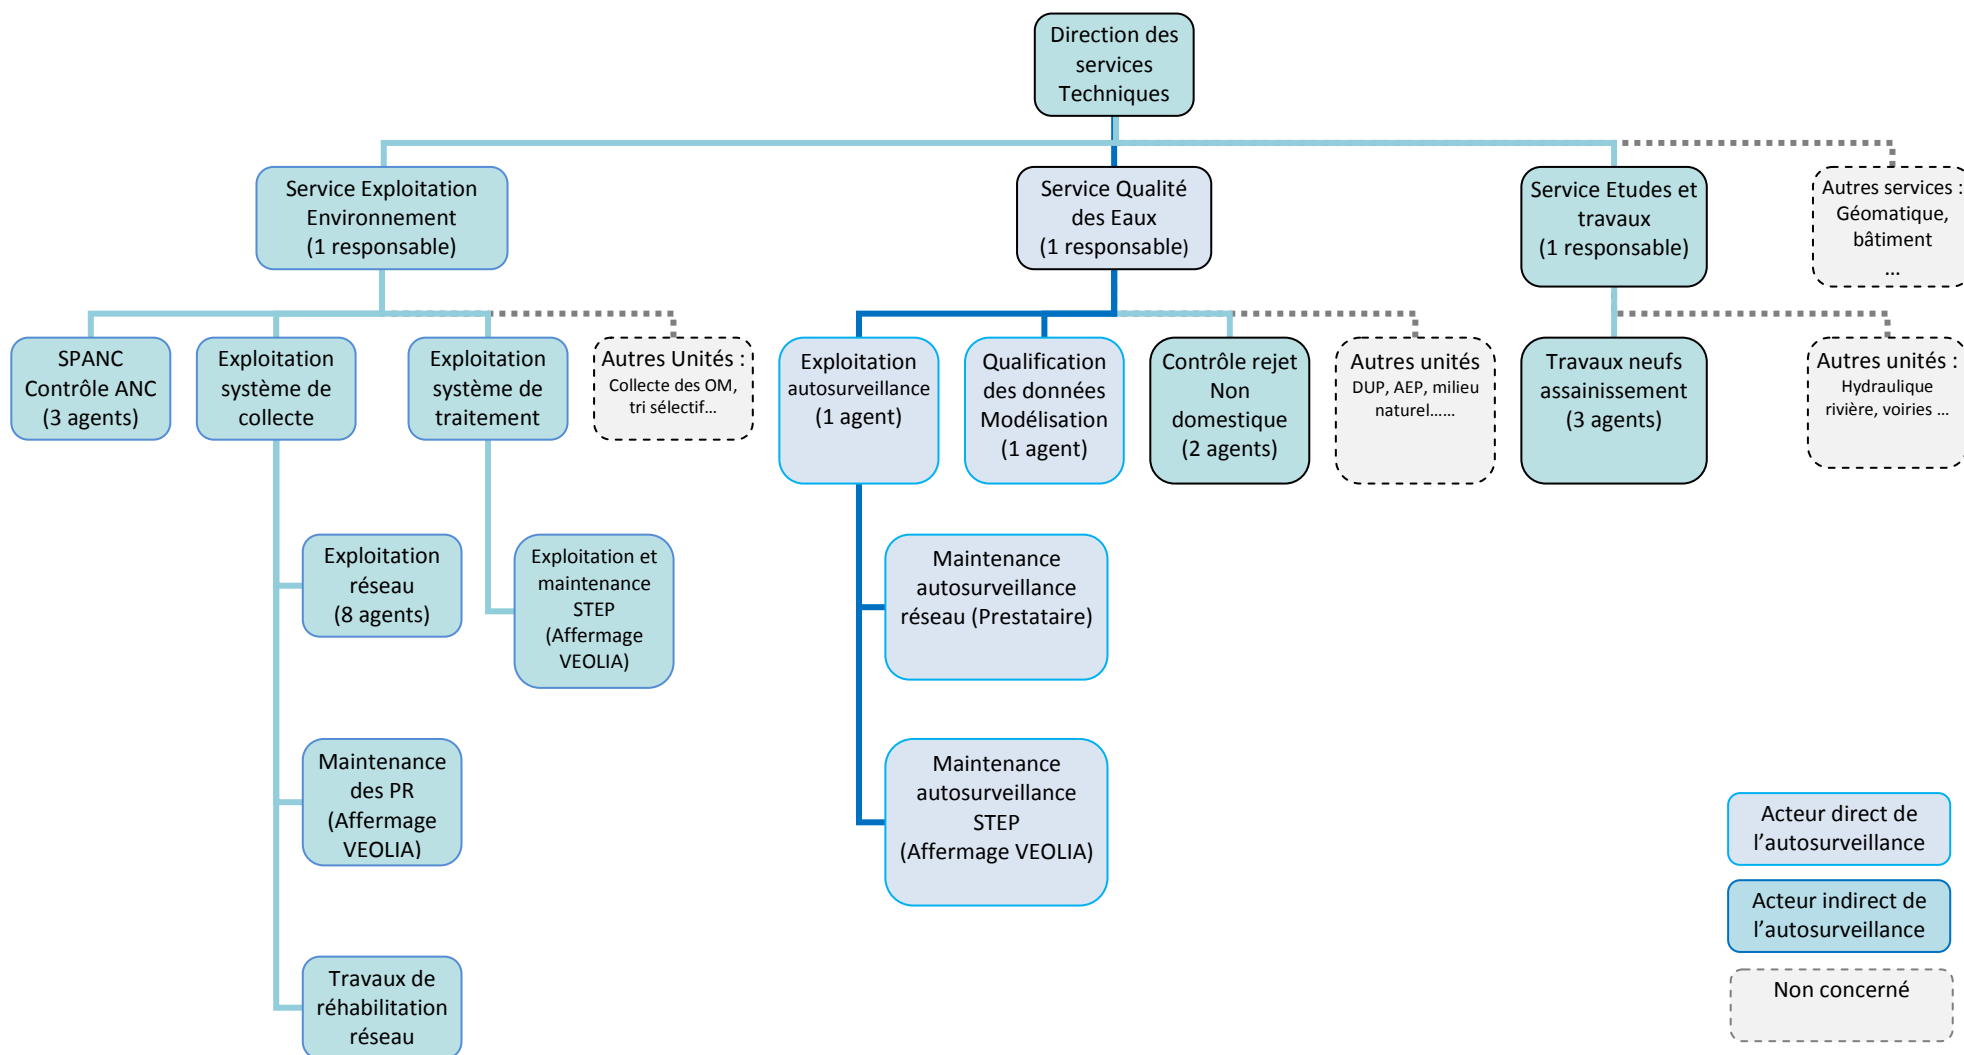 Direction des
services
Techniques
Service Exploitation
Environnement
(1 responsable)
Service Qualité
des Eaux
(1 responsable)
Service Etudes et
travaux
(1 responsable)
Autres services :
Géomatique,
bâtiment
...
SPANC
Contrôle ANC
(3 agents)
Exploitation
système de
collecte
Exploitation
système de
traitement
Autres Unités :
Collecte des OM,
tri sélectif...
Exploitation
autosurveillance
(1 agent)
Qualification
des données
Modélisation
(1 agent)
Contrôle rejet
Non
domestique
(2 agents)
Autres unités
DUP, AEP, milieu
naturel......
Travaux neufs
assainissement
(3 agents)
Autres unités :
Hydraulique
rivière, voiries ...
Exploitation
réseau
(8 agents)
Exploitation et
maintenance
STEP
(Affermage
VEOLIA)
Maintenance
autosurveillance
réseau (Prestataire)
Maintenance
des PR
(Affermage
VEOLIA)
Maintenance
autosurveillance
STEP
(Affermage VEOLIA)
Travaux de
réhabilitation
réseau
Acteur direct de
l’autosurveillance
Acteur indirect de
l’autosurveillance
Non concerné